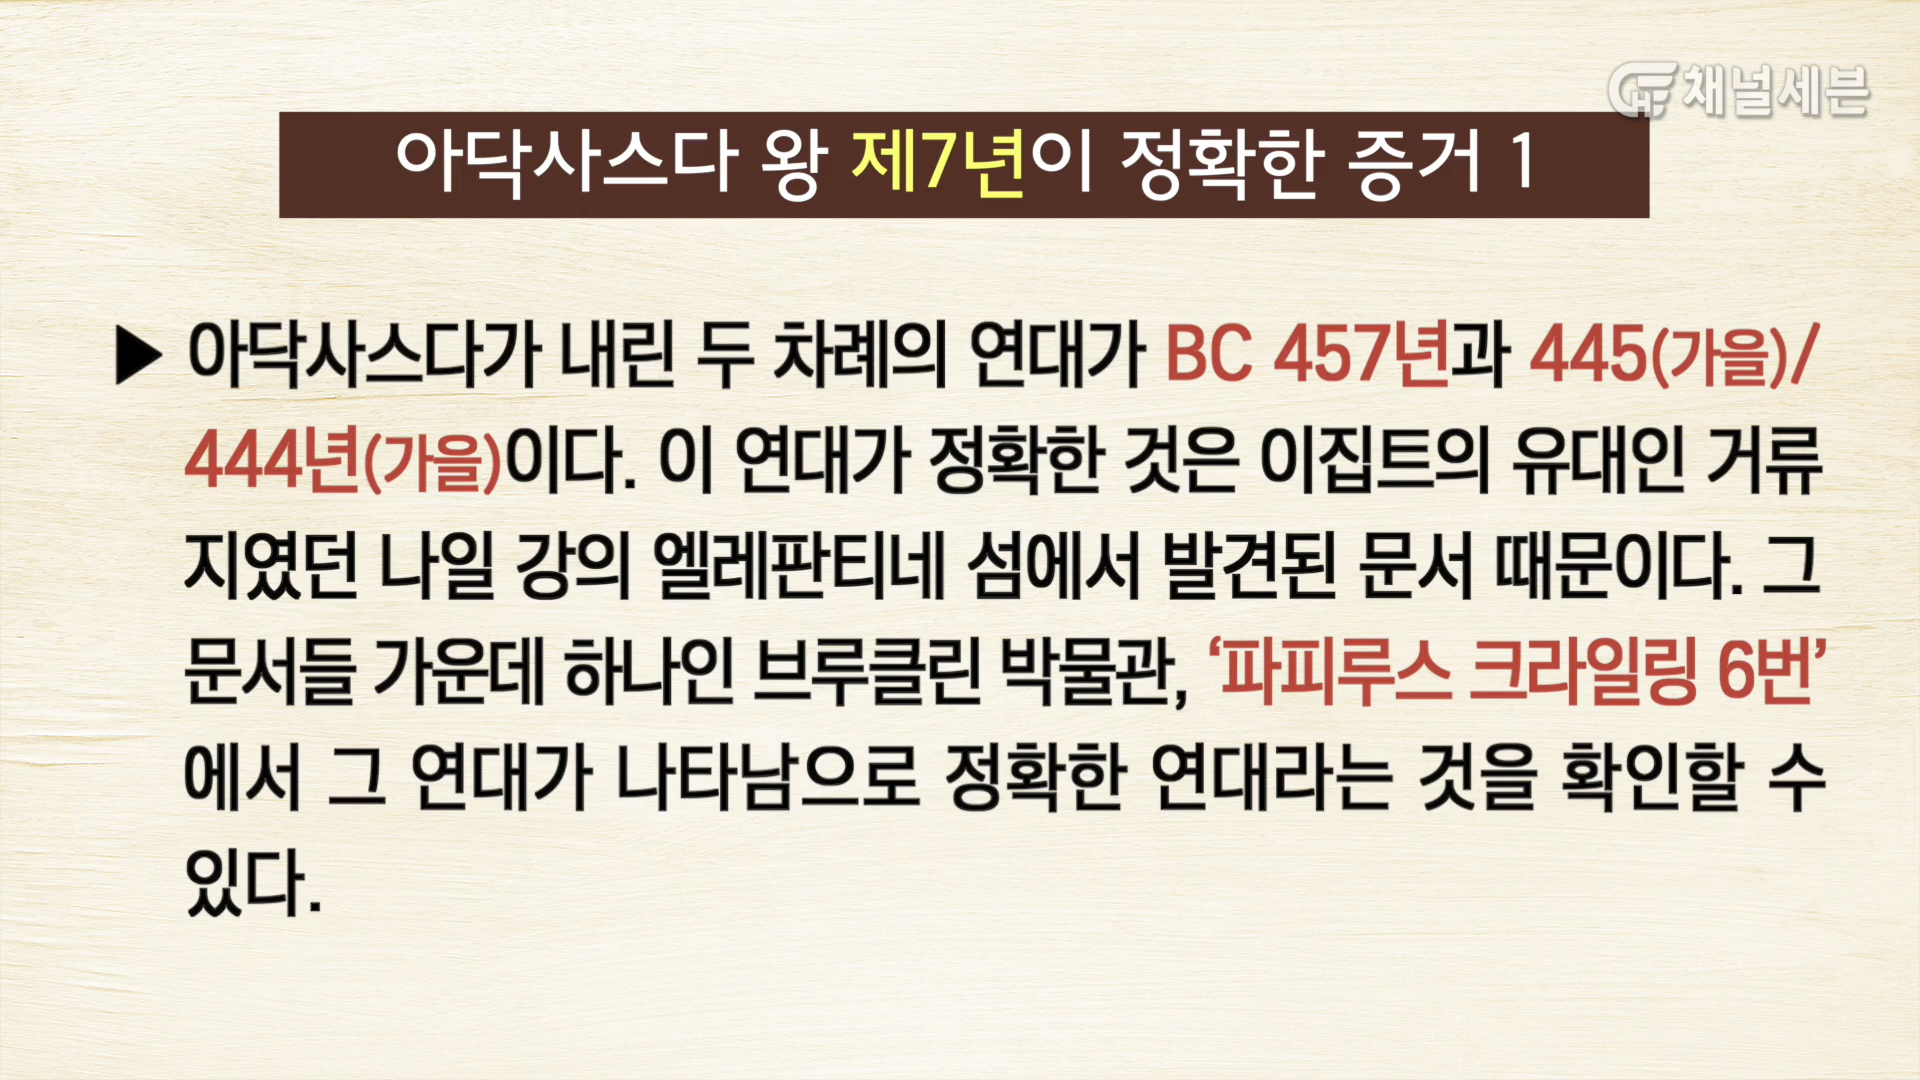 채널세븐
아닥사스다 왕 제7년이 정확한 증거 1
▶ 아닥사스다가 내린 두 차례의 연대가 BC 457년과 445(가을)/
444년(가을)이다. 이 연대가 정확한 것은 이집트의 유대인 거류
지였던 나일 강의 엘레판티네 섬에서 발견된 문서 때문이다. 그
문서들 가운데 하나인 브루클린 박물관, ‘파피루스 크라일링 6번’
에서 그 연대가 나타남으로 정확한 연대라는 것을 확인할 수
있다.